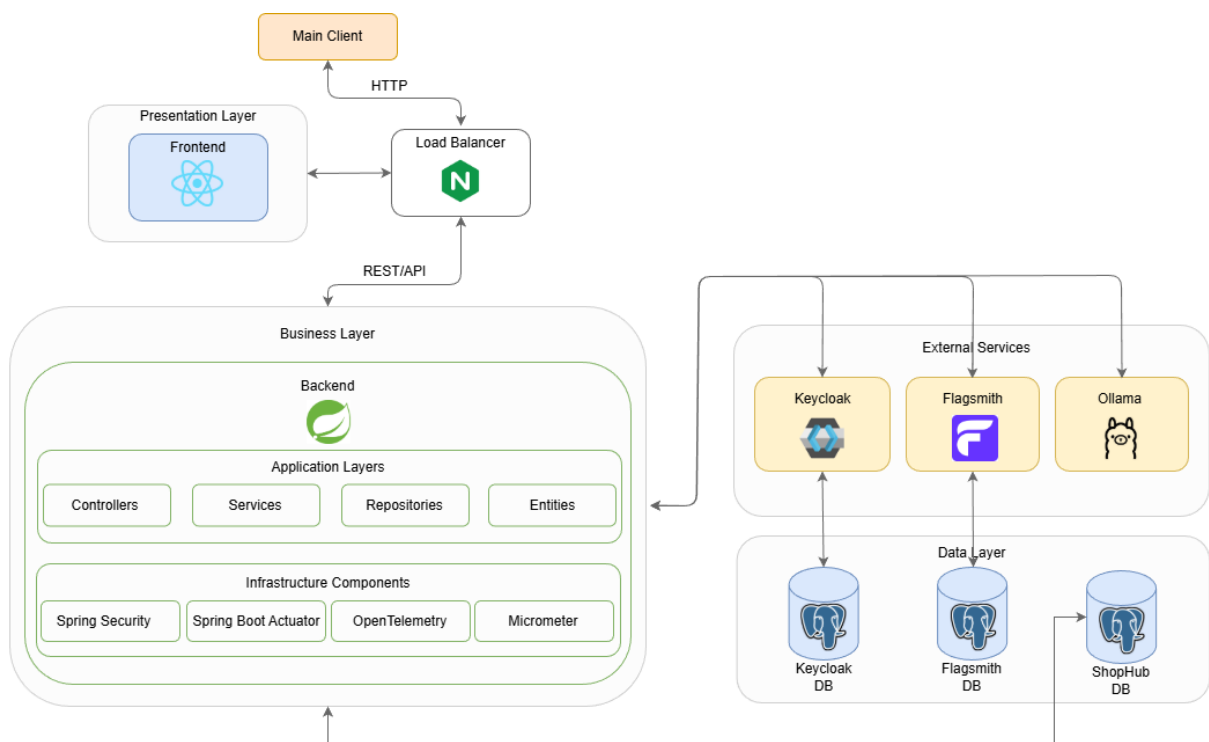 Main Client
HTTP
Presentation Layer
Frontend
Load Balancer
REST/API
Business Layer
Backend
Application Layers
Controllers
Services
Repositories
Entities
Infrastructure Components
Spring Security
Spring Boot Actuator
OpenTelemetry
Micrometer
External Services
Keycloak
Flagsmith
Ollama
Data Layer
Keycloak
DB
Flagsmith
DB
ShopHub
DB